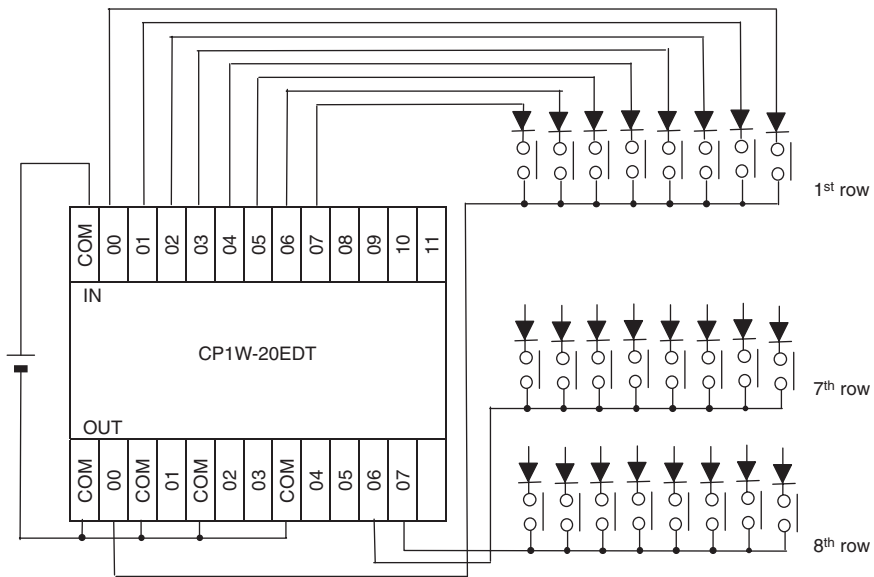 1st row
COM 00 01 02 03 04 05 06 07 08 09 10 11
IN
CP1W-20EDT
7th row
OUT
COM 00 COM 01 COM 02 03 COM 04 05 06 07
8th row